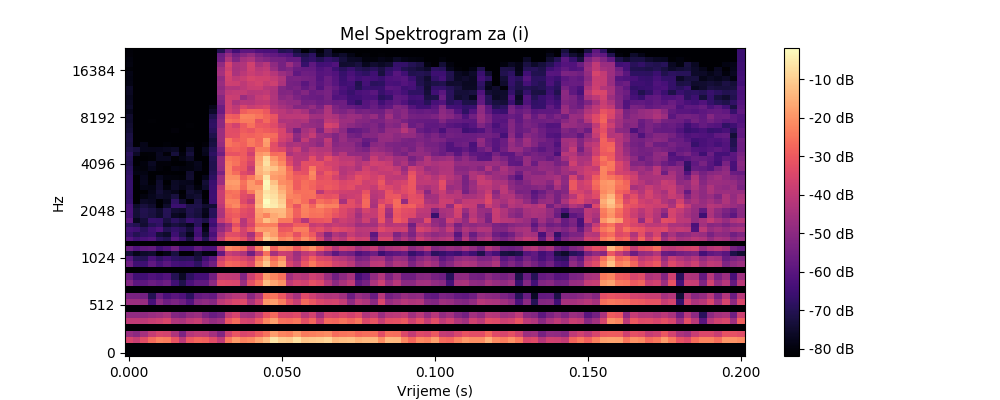 Mel Spektrogram za (i)
16384
8192
4096
2048
1024
512
0
Hz
0.000 0.050 0.100 0.150 0.200
Vrijeme (s)
-10 dB
-20 dB
-30 dB
-40 dB
-50 dB
-60 dB
-70 dB
-80 dB